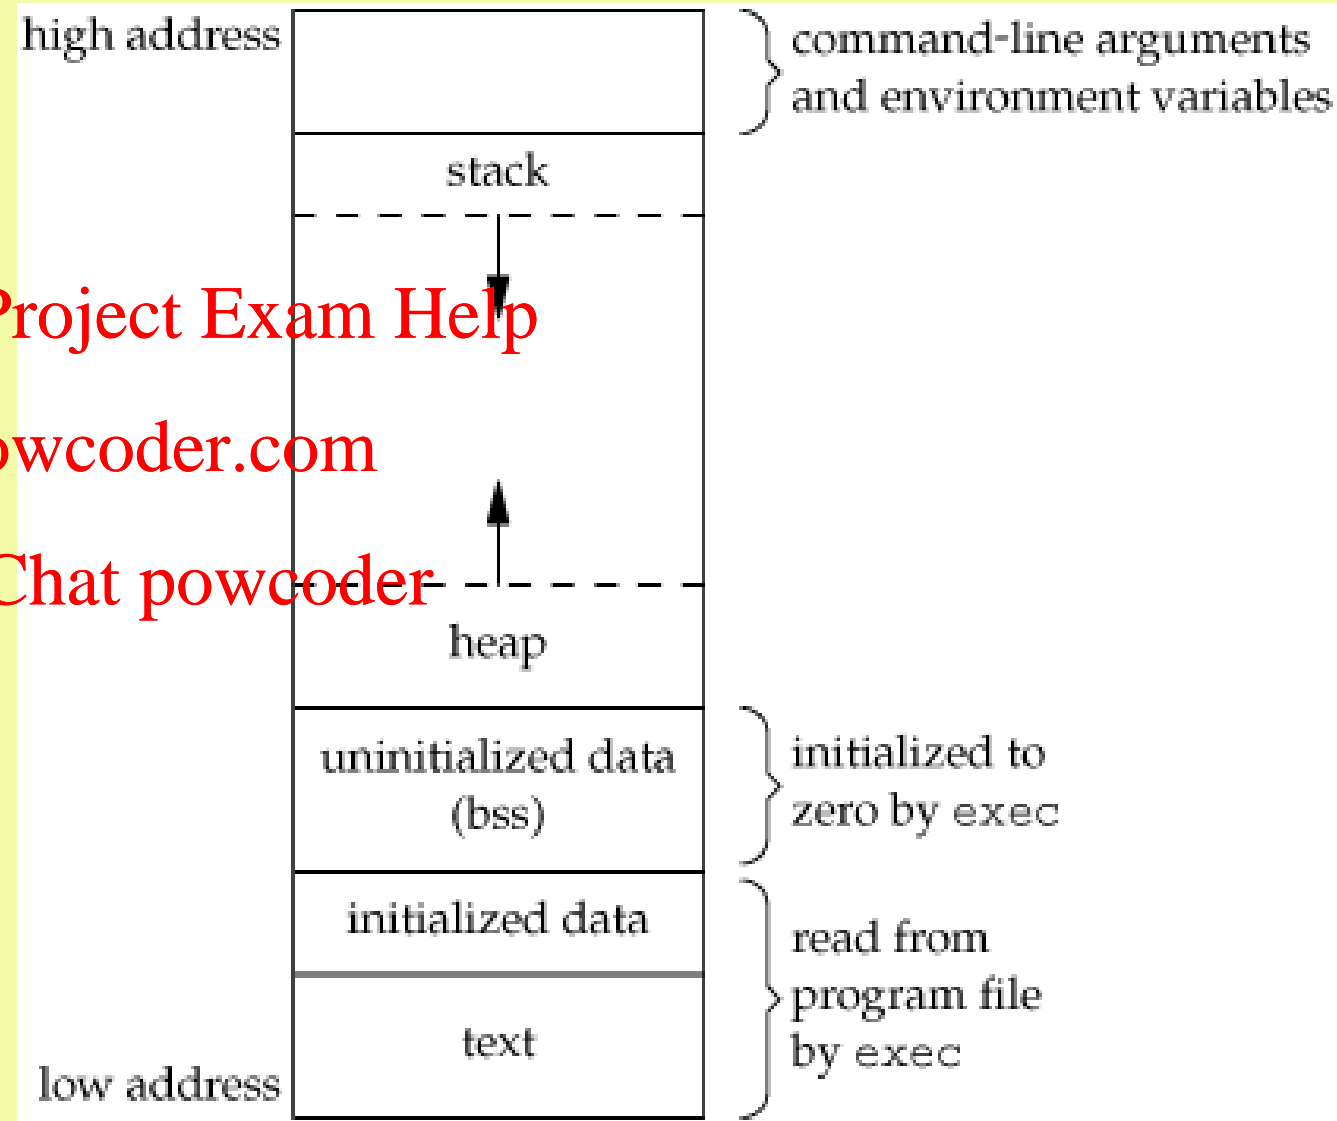 high address
command-line arguments
and environment variables
stack
Project Exam Help
powcoder.com
Chat powcoder
heap
uninitialized data
(bss)
initialized to
zero by exec
initialized data
read from
program file
by exec
text
low address